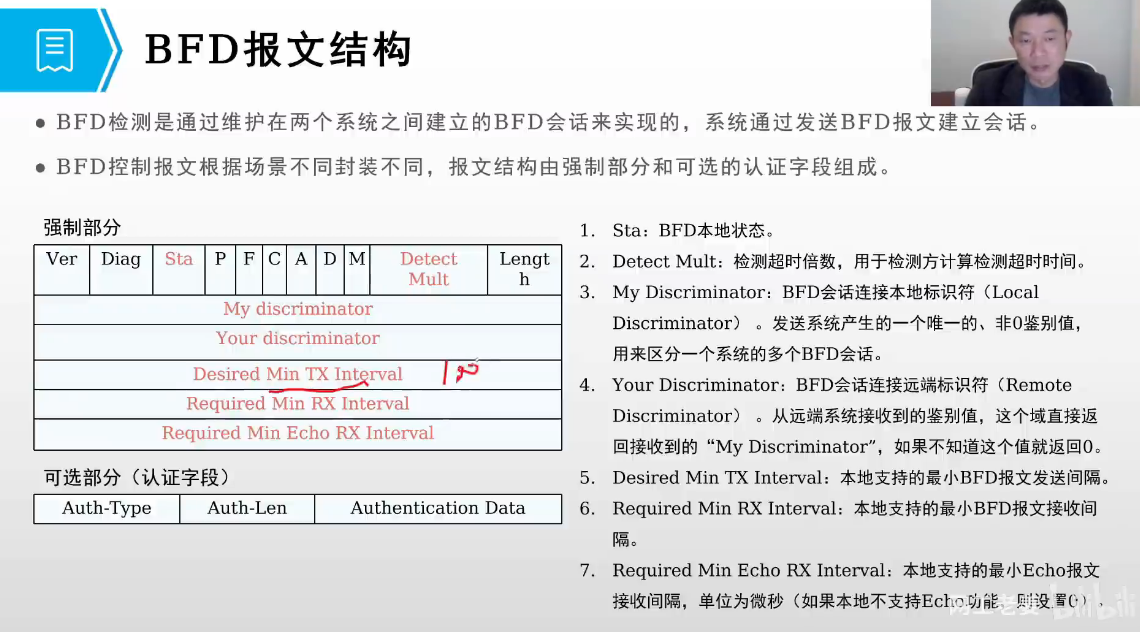 BFD报文结构
● BFD检测是通过维护在两个系统之间建立的BFD会话来实现的，系统通过发送BFD报文建立会话。
● BFD控制报文根据场景不同封装不同，报文结构由强制部分和可选的认证字段组成。
强制部分
Ver Diag Sta P F C A D M Detect Mult Lengt h
My discriminator
Your discriminator
Desired Min TX Interval
Required Min RX Interval
Required Min Echo RX Interval
可选部分（认证字段）
Auth-Type Auth-Len Authentication Data
1. Sta：BFD本地状态。
2. Detect Mult：检测超时倍数，用于检测方计算检测超时时间。
3. My Discriminator：BFD会话连接本地标识符（Local
Discriminator） 。发送系统产生的一个唯一的、非0鉴别值，
用来区分一个系统的多个BFD会话。
4. Your Discriminator：BFD会话连接远端标识符（Remote
Discriminator） 。从远端系统接收到的鉴别值，这个域直接返
回接收到的“My Discriminator”，如果不知道这个值就返回0。
5. Desired Min TX Interval：本地支持的最小BFD报文发送间隔。
6. Required Min RX Interval：本地支持的最小BFD报文接收间
隔。
7. Required Min Echo RX Interval：本地支持的最小Echo报文
接收间隔，单位为微秒（如果本地不支持Echo功能，则设置0）。
bilibili